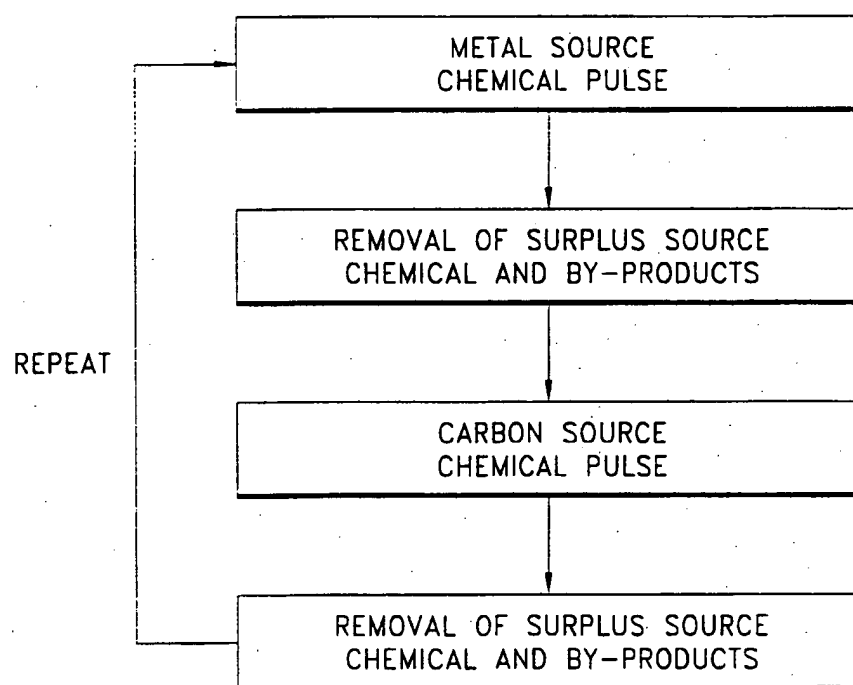 METAL SOURCE
CHEMICAL PULSE
REMOVAL OF SURPLUS SOURCE
CHEMICAL AND BY-PRODUCTS
REPEAT
CARBON SOURCE
CHEMICAL PULSE
REMOVAL OF SURPLUS SOURCE
CHEMICAL AND BY-PRODUCTS